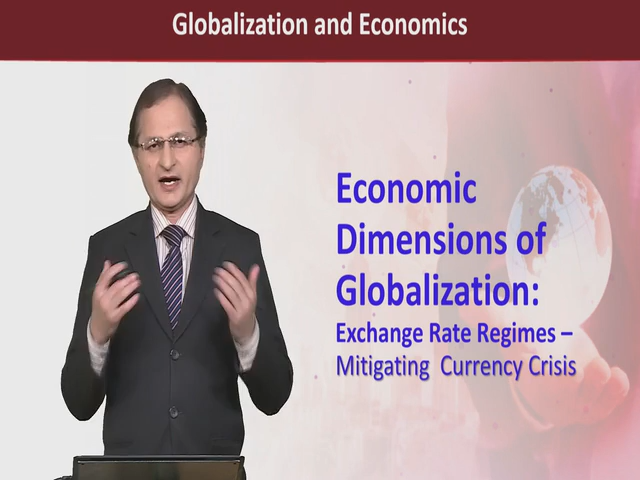 Globalization and Economics
Economic
Dimensions of
Globalization:
Exchange Rate Regimes –
Mitigating Currency Crisis